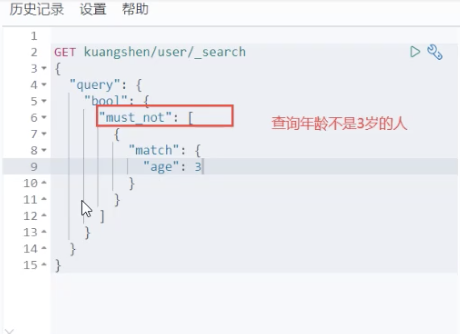 历史记录 设置 帮助
1
2 GET kuangshen/user/_search
3 {
4 "query": {
5 "bool": {
6 "must_not": [ 查询年龄不是3岁的人
7 {
8 "match": {
9 "age": 3
10 }
11 }
12 ]
13 }
14 }
15 }